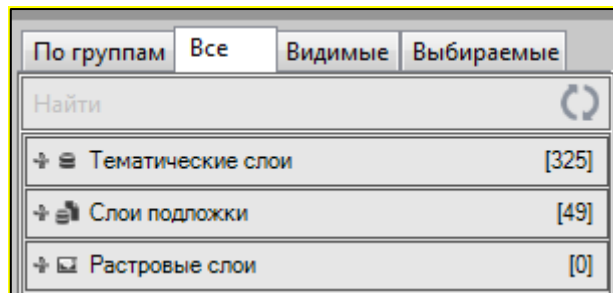 По группам Все Видимые Выбираемые
Найти
Тематические слои [325]
Слои подложки [49]
Растровые слои [0]